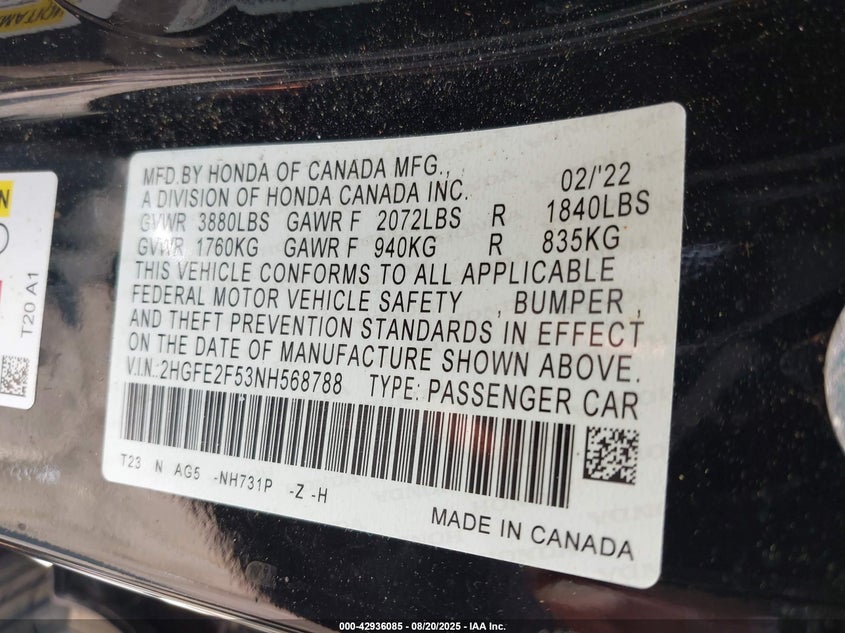 MFD.BY HONDA OF CANADA MFG., 02/'22
A DIVISION OF HONDA CANADA INC.
GVWR 3880LBS GAWR F 2072LBS R 1840LBS
GVWR 1760KG GAWR F 940KG R 835KG
THIS VEHICLE CONFORMS TO ALL APPLICABLE
FEDERAL MOTOR VEHICLE SAFETY , BUMPER ,
AND THEFT PREVENTION STANDARDS IN EFFECT
ON THE DATE OF MANUFACTURE SHOWN ABOVE.
V.I.N.:2HGFE2F53NH568788 TYPE: PASSENGER CAR
T23 N AG5 -NH731P -Z -H
MADE IN CANADA
T20 A1
000-42936085 - 08/20/2025 - IAA Inc.